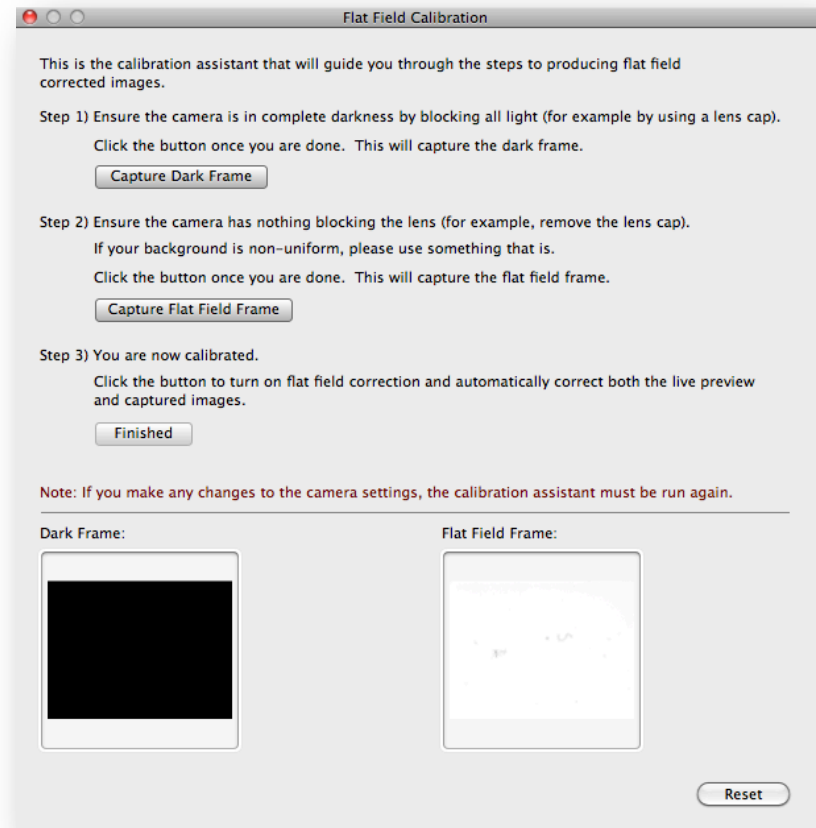 Flat Field Calibration
This is the calibration assistant that will guide you through the steps to producing flat field
corrected images.
Step 1) Ensure the camera is in complete darkness by blocking all light (for example by using a lens cap).
Click the button once you are done.  This will capture the dark frame.
Capture Dark Frame
Step 2) Ensure the camera has nothing blocking the lens (for example, remove the lens cap).
If your background is non-uniform, please use something that is.
Click the button once you are done.  This will capture the flat field frame.
Capture Flat Field Frame
Step 3) You are now calibrated.
Click the button to turn on flat field correction and automatically correct both the live preview
and captured images.
Finished
Note: If you make any changes to the camera settings, the calibration assistant must be run again.
Dark Frame:
Flat Field Frame:
Reset